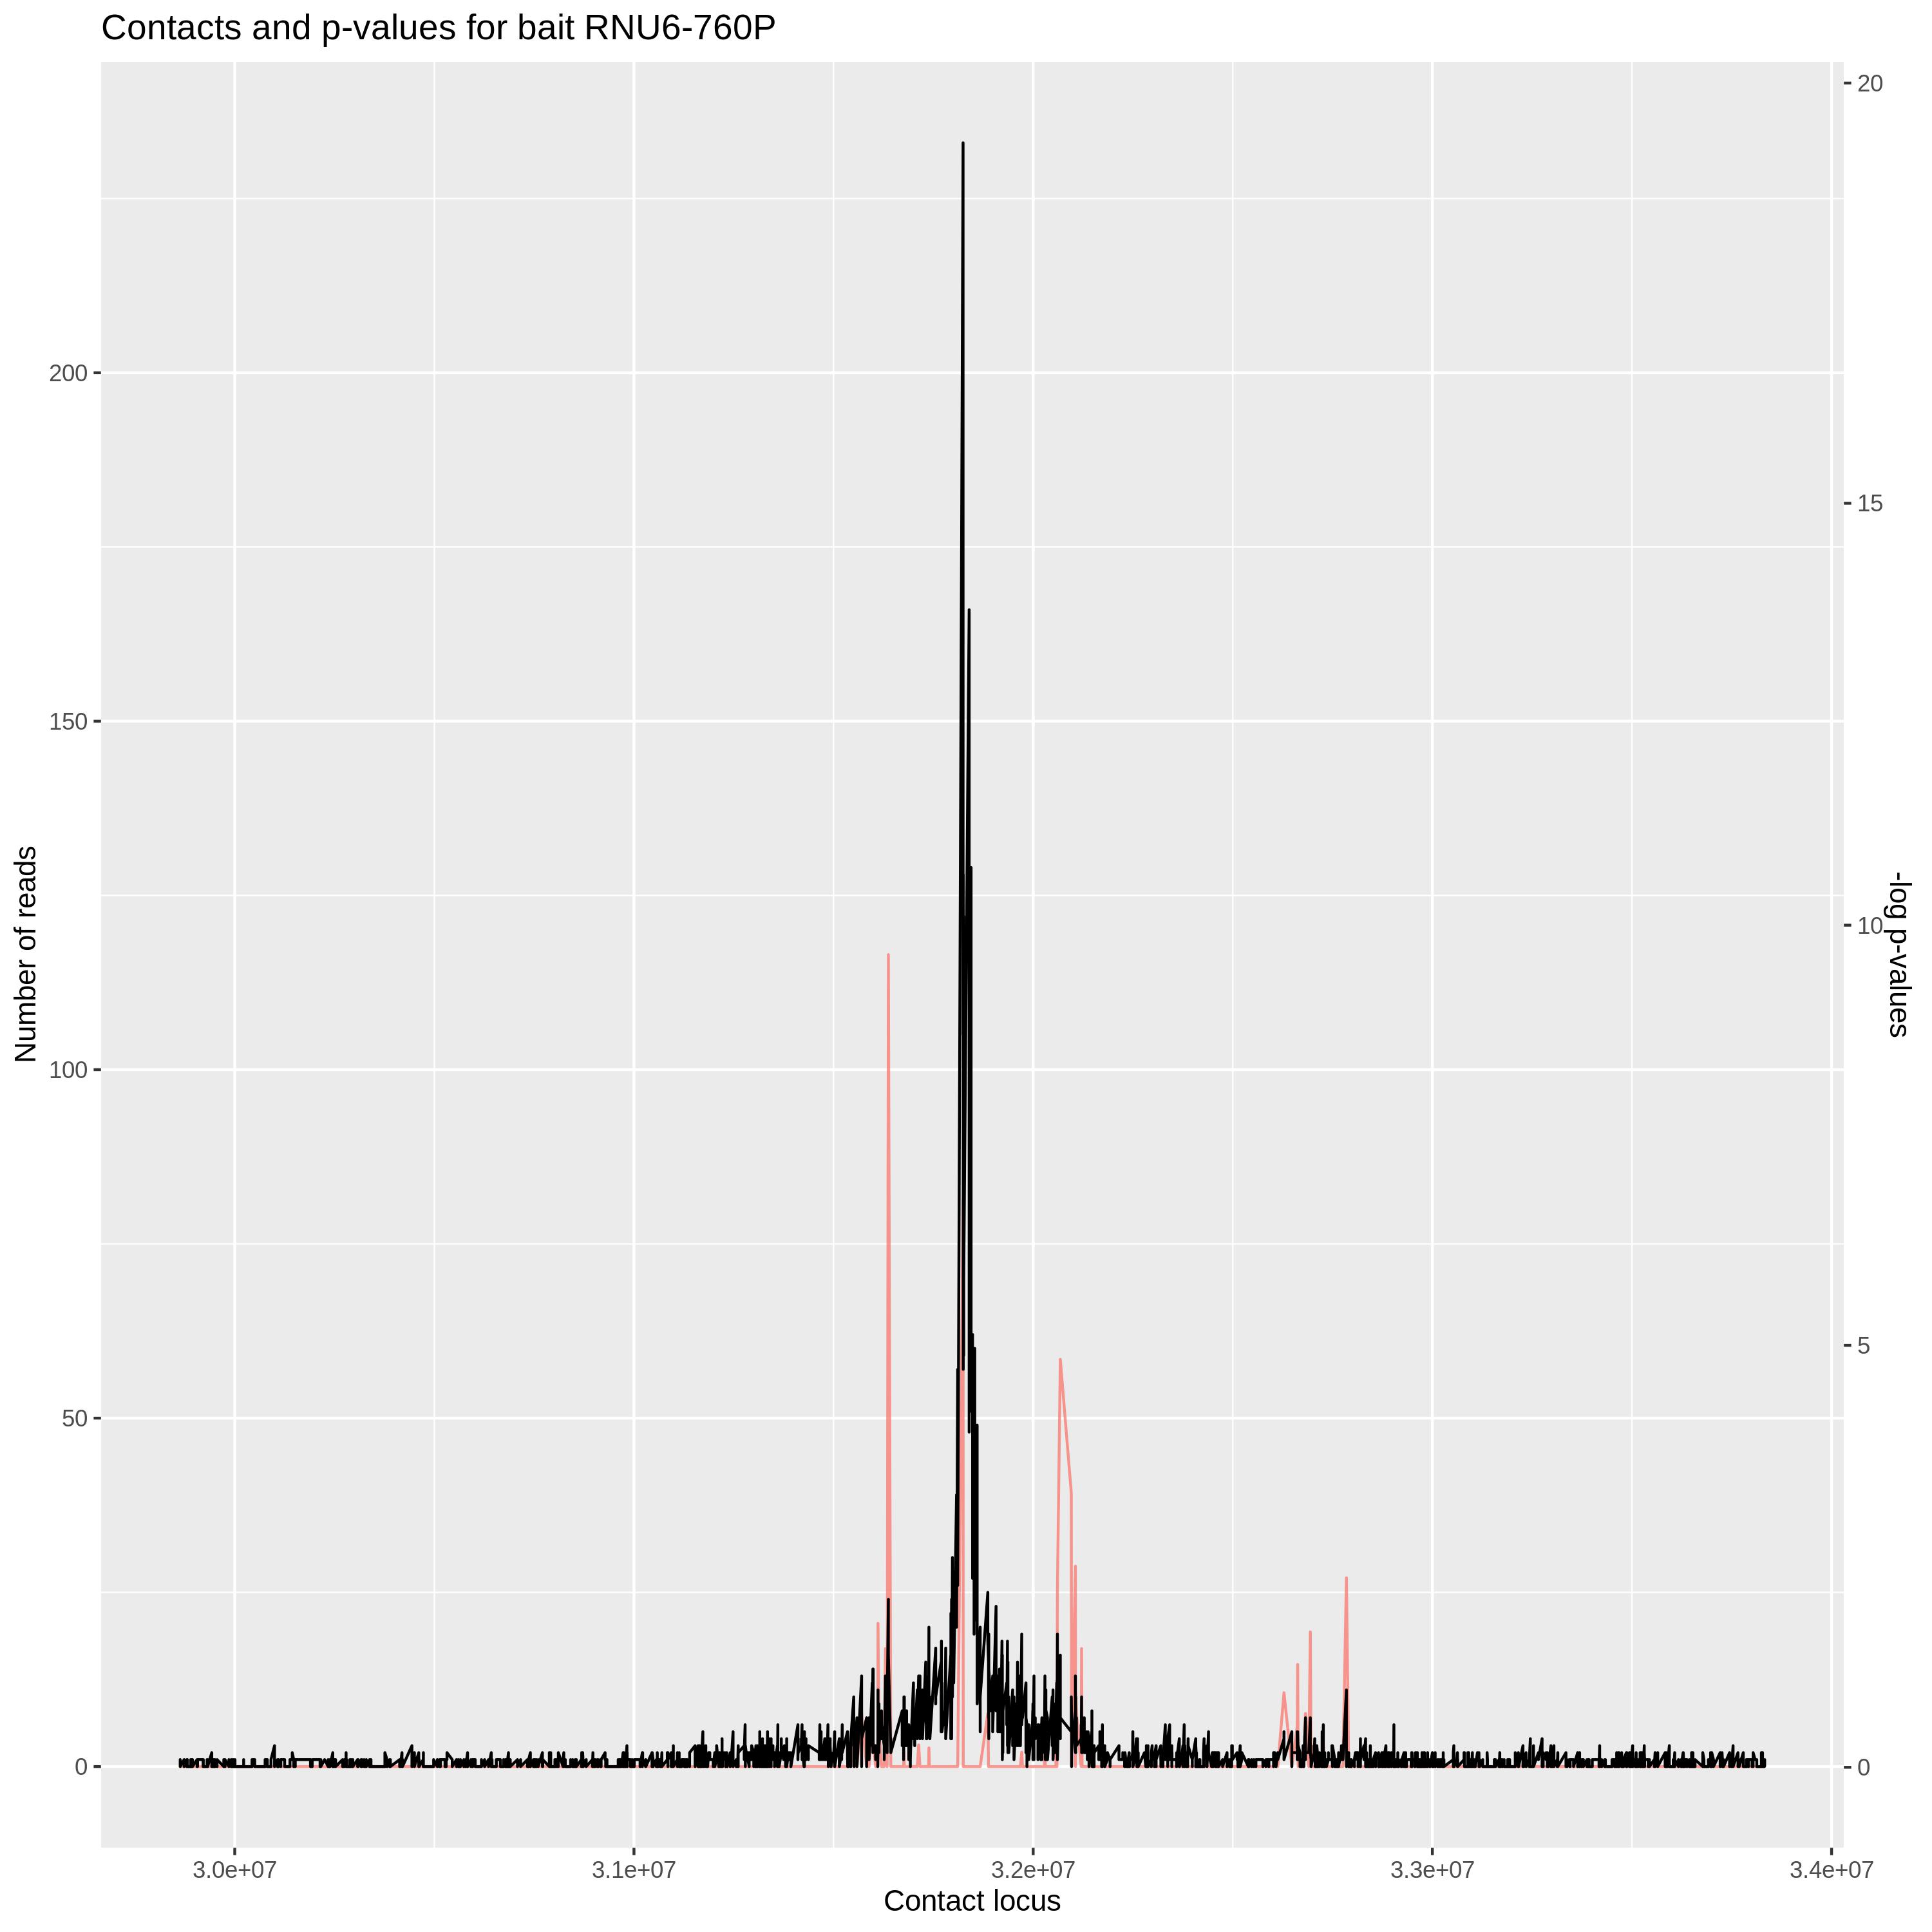 Contacts and p-values for bait RNU6-760P
Number of reads
200
150
100
50
0
20
15
10
5
0
-log p-values
3.0e+07 3.1e+07 3.2e+07 3.3e+07 3.4e+07
Contact locus